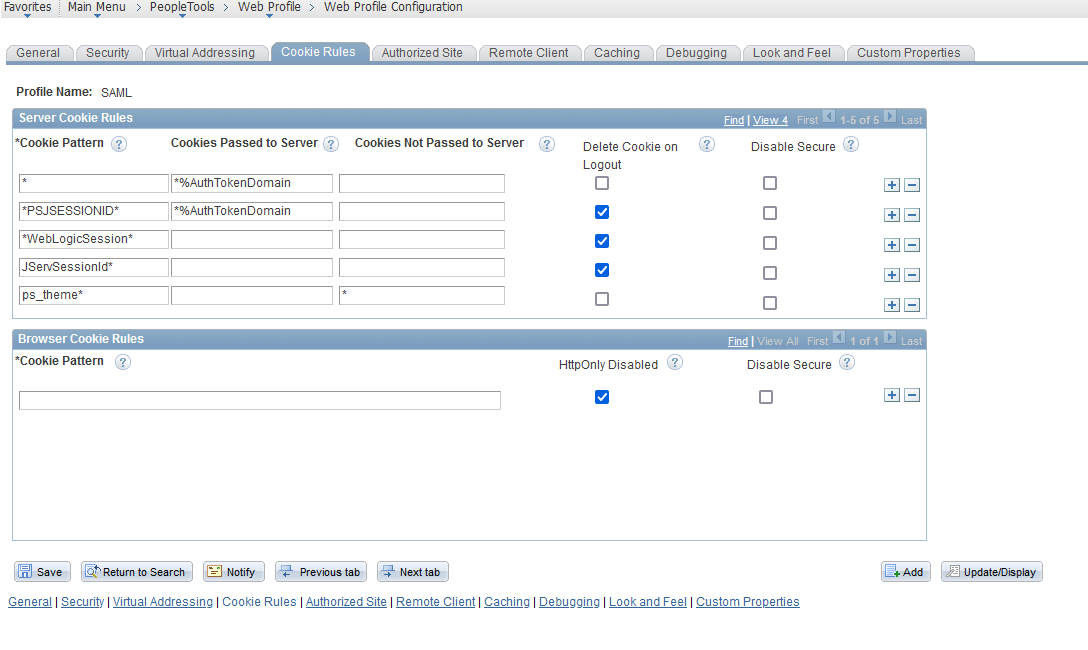 Favorites Main Menu > PeopleTools > Web Profile > Web Profile Configuration
General Security Virtual Addressing Cookie Rules Authorized Site Remote Client Caching Debugging Look and Feel Custom Properties
Profile Name: SAML
Server Cookie Rules Find | View 4 First 1-5 of 5 Last
*Cookie Pattern ? Cookies Passed to Server ? Cookies Not Passed to Server ? Delete Cookie on ? Disable Secure ?
Logout
* *%AuthTokenDomain
*PSJSESSIONID* *%AuthTokenDomain
*WebLogicSession*
JServSessionId*
ps_theme* *
Browser Cookie Rules Find | View All First 1 of 1 Last
*Cookie Pattern ? HttpOnly Disabled ? Disable Secure ?
Save Return to Search Notify Previous tab Next tab Add Update/Display
General | Security | Virtual Addressing | Cookie Rules | Authorized Site | Remote Client | Caching | Debugging | Look and Feel | Custom Properties